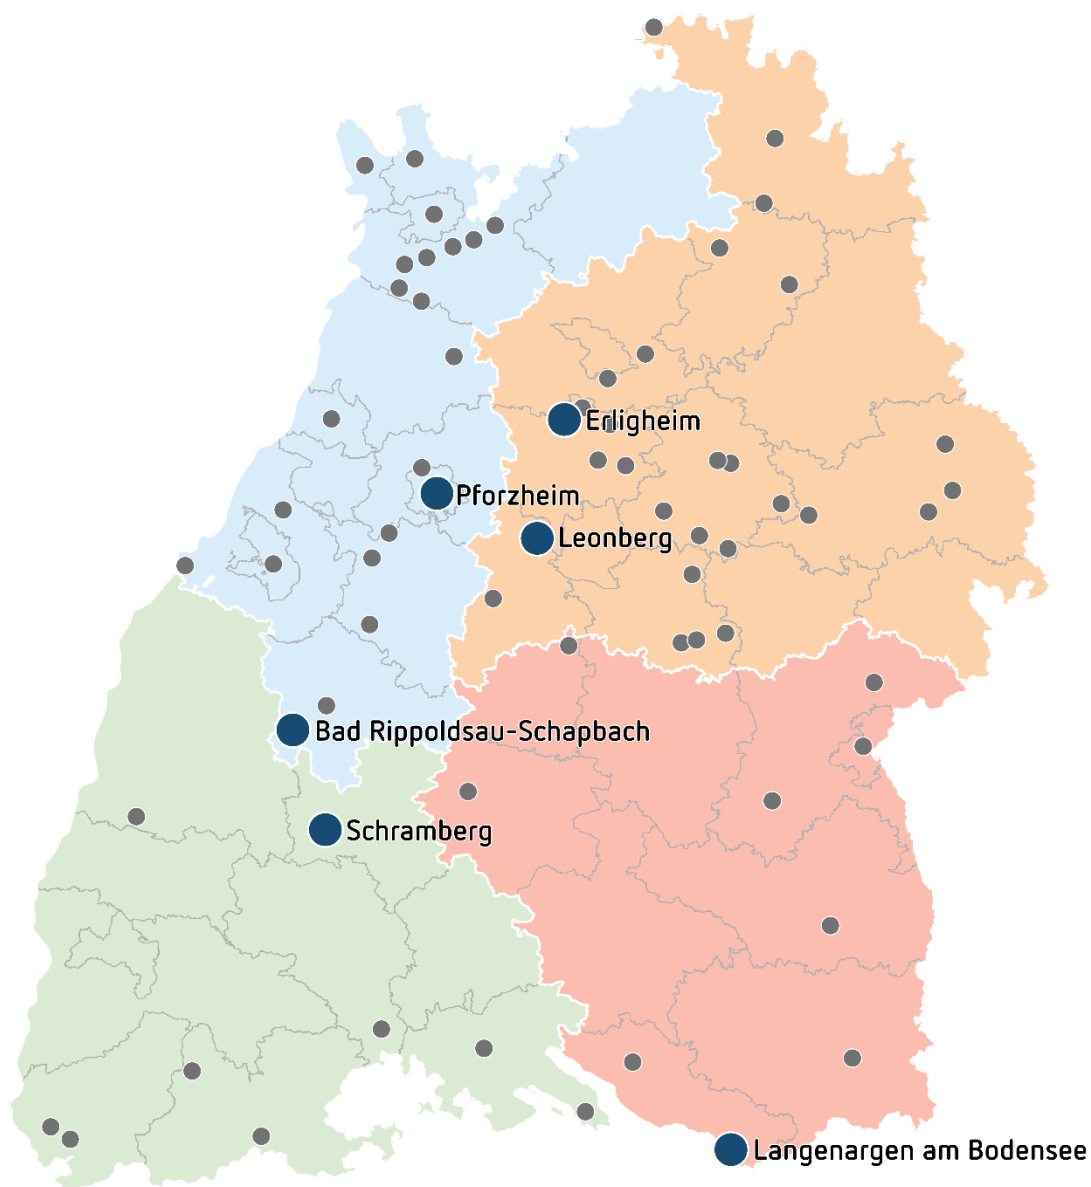 Erligheim
Pforzheim
Leonberg
Bad Rippoldsau-Schapbach
Schramberg
Langenargen am Bodensee